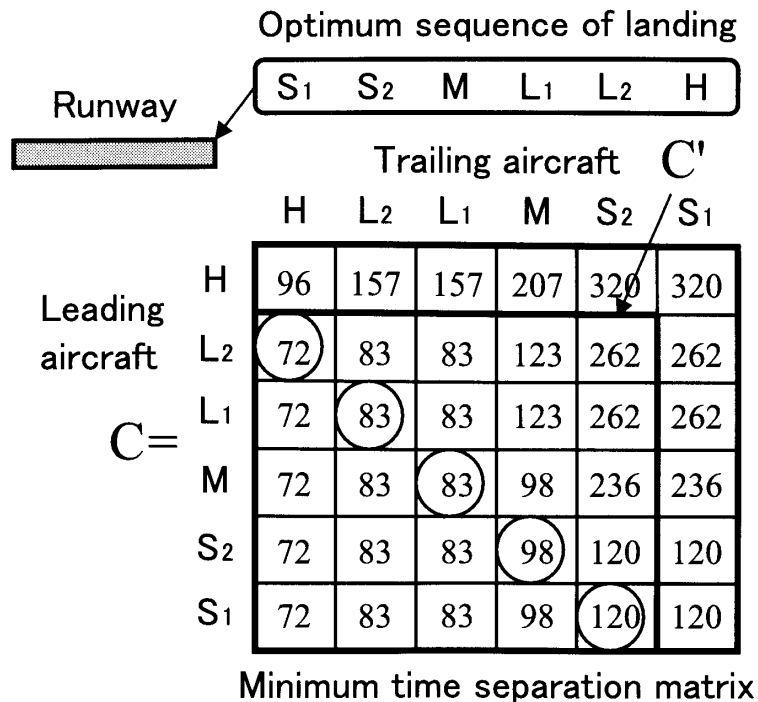 Optimum sequence of landing
S1 S2 M L1 L2 H
Runway
Trailing aircraft C'
H L2 L1 M S2 S1
Leading aircraft
C=
H 96 157 157 207 320 320
L2 72 83 83 123 262 262
L1 72 83 83 123 262 262
M 72 83 83 98 236 236
S2 72 83 83 98 120 120
S1 72 83 83 98 120 120
Minimum time separation matrix